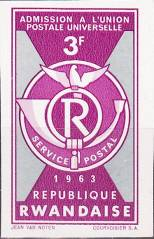 ADMISSION A L'UNION
POSTALE UNIVERSELLE
3F
R
SERVICE POSTAL
1963
REPUBLIQUE
RWANDAISE
JEAN VAN NOTEN
COURVOISIER S.A.